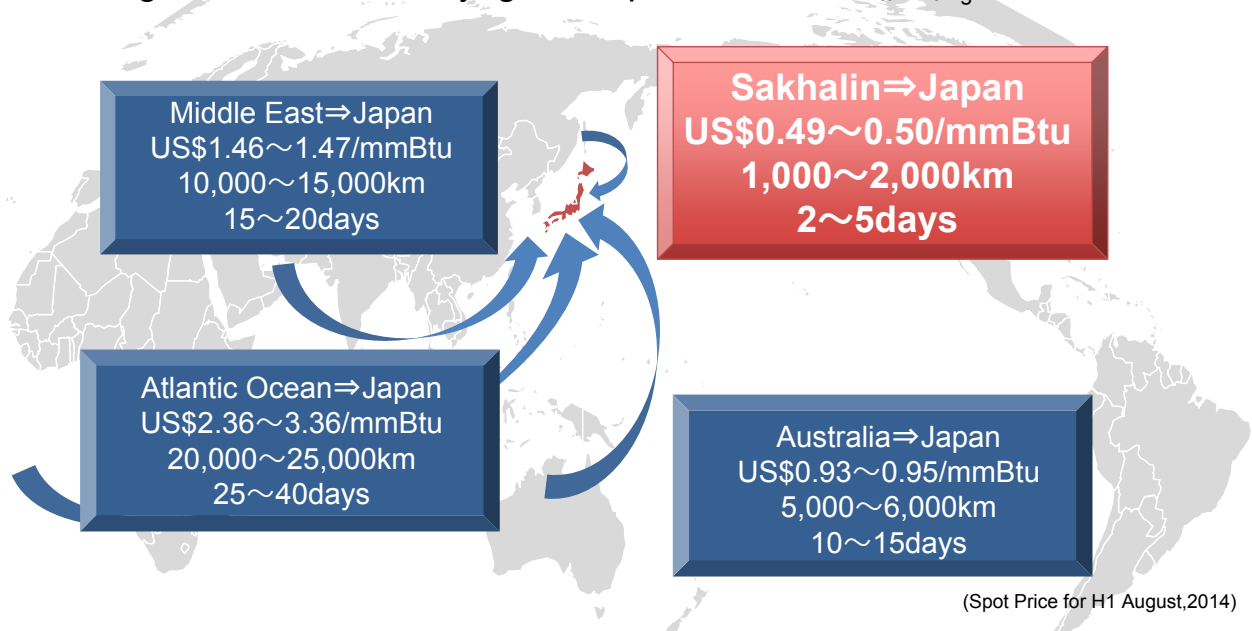 Middle East⇒Japan
US$1.46～1.47/mmBtu
10,000～15,000km
15～20days
Sakhalin⇒Japan
US$0.49～0.50/mmBtu
1,000～2,000km
2～5days
Atlantic Ocean⇒Japan
US$2.36～3.36/mmBtu
20,000～25,000km
25～40days
Australia⇒Japan
US$0.93～0.95/mmBtu
5,000～6,000km
10～15days
(Spot Price for H1 August,2014)